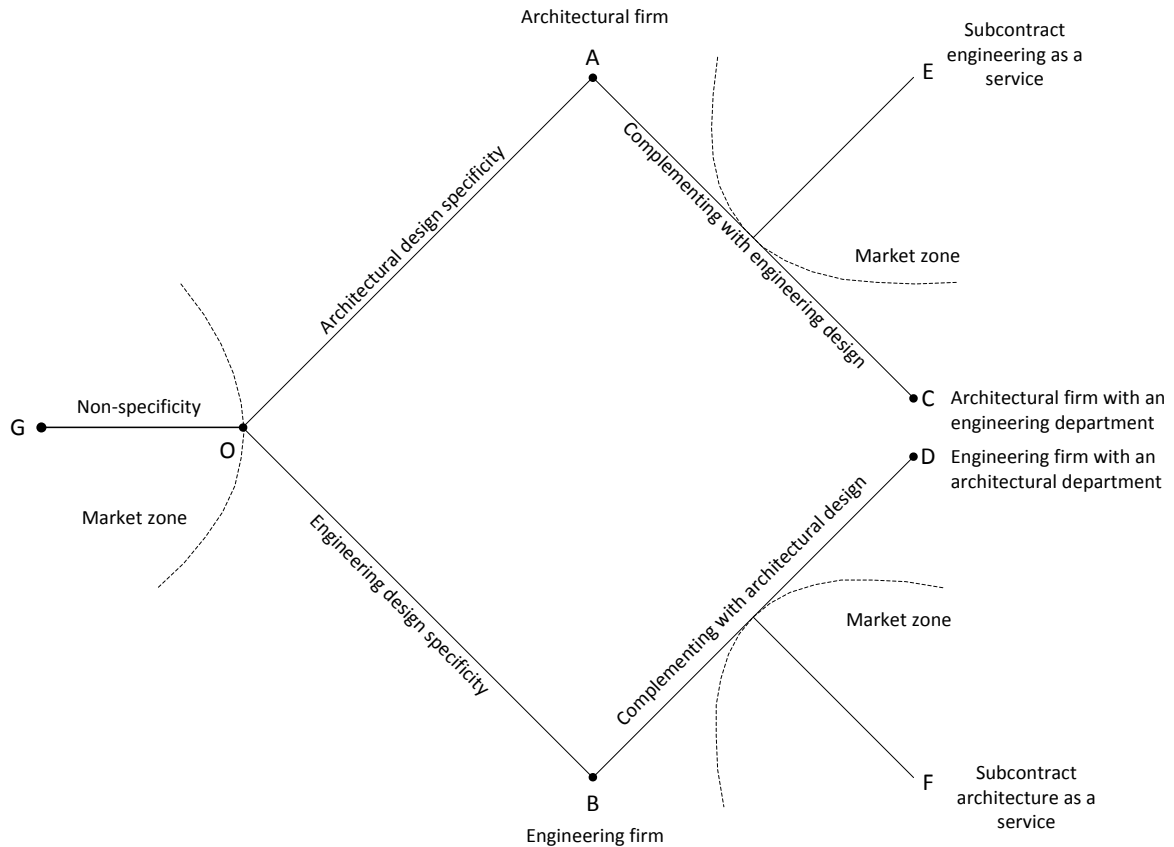 Architectural firm
A
Subcontract
engineering as a
service
E
Complementing with engineering design
Architectural design specificity
Market zone
Non-specificity
G
O
C
Architectural firm with an
engineering department
D
Engineering firm with an
architectural department
Market zone
Engineering design specificity
Complementing with architectural design
Market zone
F
Subcontract
architecture as a
service
B
Engineering firm